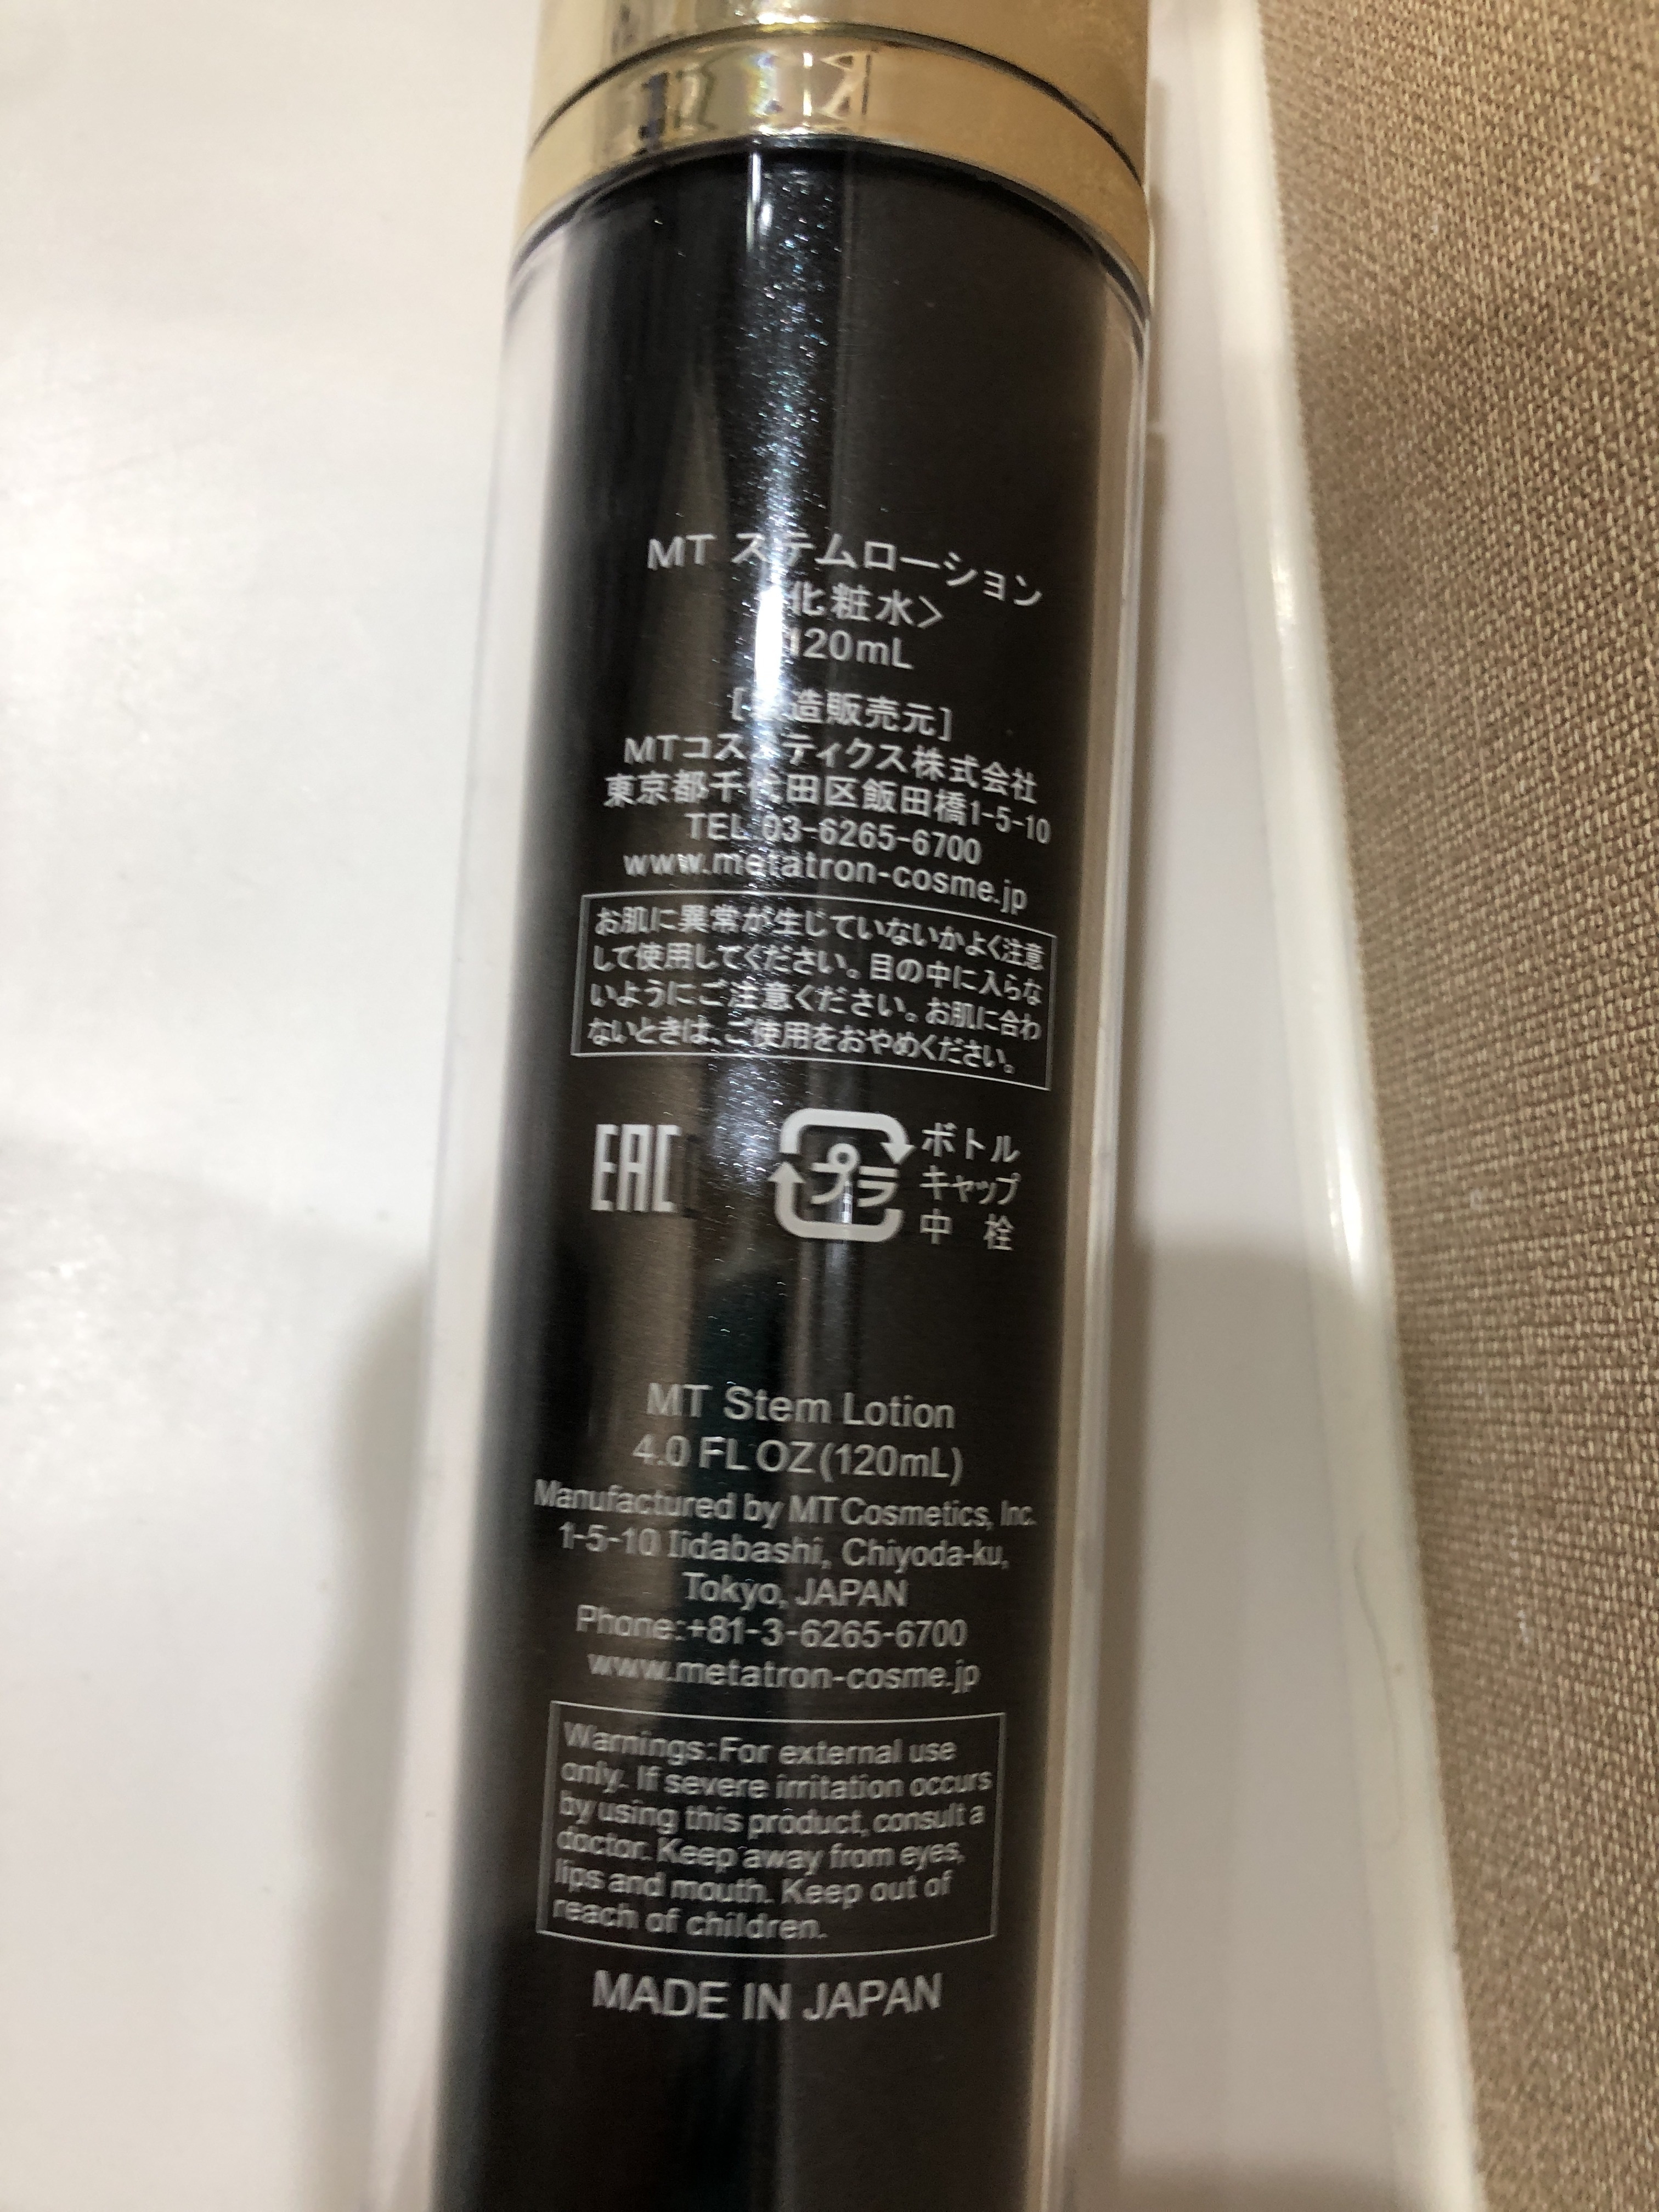 MT ステムローション
化粧水>
120mL
[製造販売元]
MTコスメティクス株式会社
東京都千代田区飯田橋1-5-10
TEL 03-6265-6700
www.metatron-cosme.jp
お肌に異常が生じていないかよく注意
して使用してください。目の中に入らな
いようにご注意ください。お肌に合わ
ないときは、ご使用をおやめください。
EAC
プラ
ボトル
キャップ
中 栓
MT Stem Lotion
4.0 FL OZ (120mL)
Manufactured by MT Cosmetics, Inc.
1-5-10 Iidabashi, Chiyoda-ku,
Tokyo, JAPAN
Phone:+81-3-6265-6700
www.metatron-cosme.jp
Warnings:For external use
only. If severe irritation occurs
by using this product, consult a
doctor. Keep away from eyes,
lips and mouth. Keep out of
reach of children.
MADE IN JAPAN